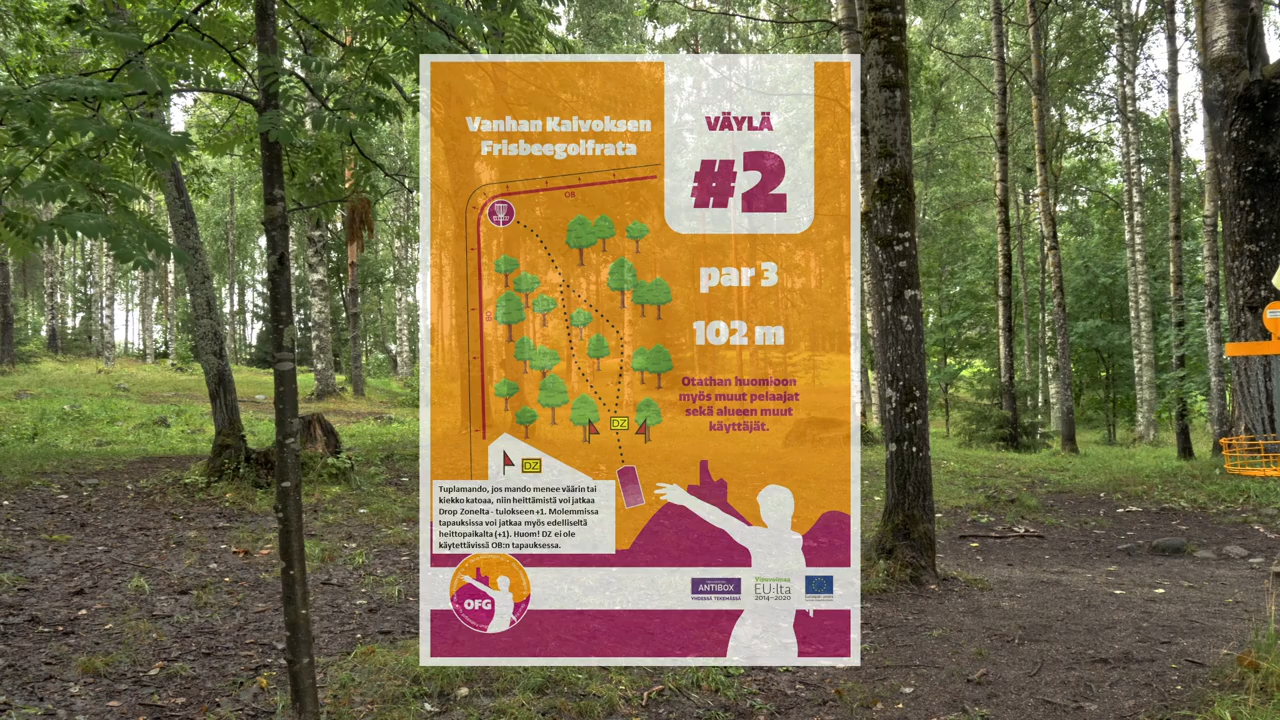 Vanhan Kaivoksen
Frisbeegolfrata
VÄYLÄ
#2
OB
OB
par 3
102 m
Otathan huomioon
myös muut pelaajat
sekä alueen muut
käyttäjät.
DZ
DZ
Tuplamando, jos mando menee väärin tai
kiekko katoaa, niin heittämistä voi jatkaa
Drop Zonelta - tulokseen +1. Molemmissa
tapauksissa voi jatkaa myös edelliseltä
heittopaikalta (+1). Huom! DZ ei ole
käytettävissä OB:n tapauksessa.
OFG
ANTIBOX
YHDESSÄ TEKEMÄSSÄ
Vipuvoimaa
EU:lta
2014–2020